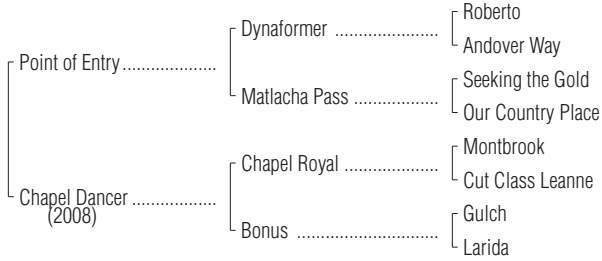 Roberto
Dynaformer ....................
Andover Way
Point of Entry ..................
Seeking the Gold
Matlacha Pass ................
Our Country Place
Montbrook
Chapel Royal ..................
Cut Class Leanne
Chapel Dancer ................
(2008)
Gulch
Bonus ...........................
Larida